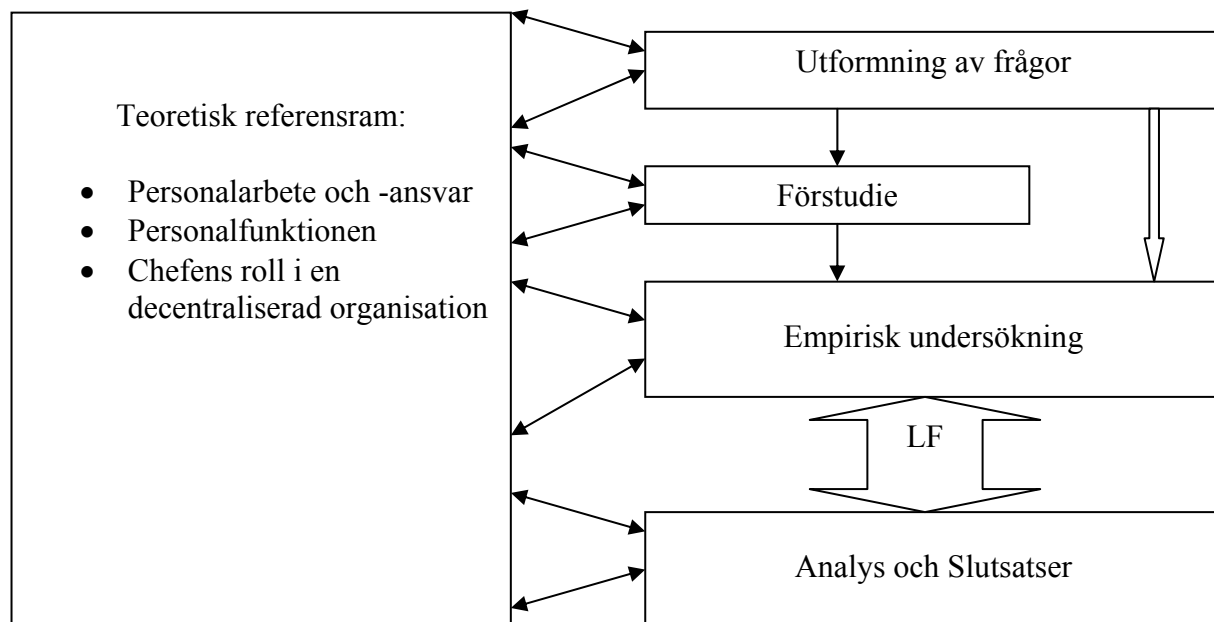 Teoretisk referensram:
• Personalarbete och -ansvar
• Personalfunktionen
• Chefens roll i en
decentraliserad organisation
Utformning av frågor
Förstudie
Empirisk undersökning
LF
Analys och Slutsatser